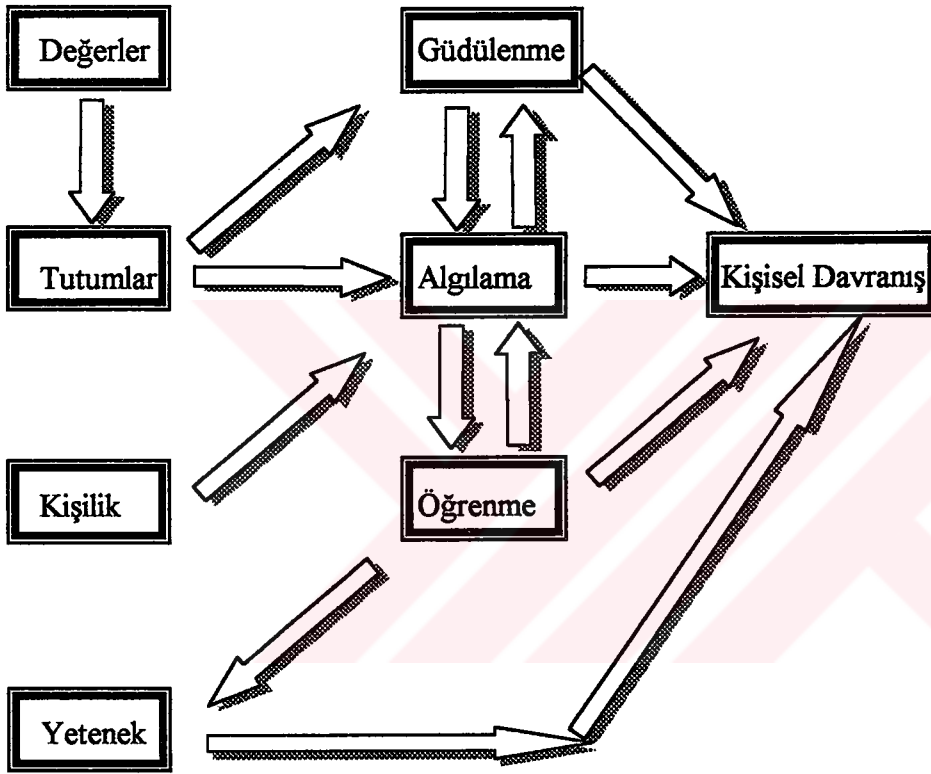 Değerler
Güdülenme
Tutumlar
Algılama
Kişisel Davranış
Kişilik
Öğrenme
Yetenek